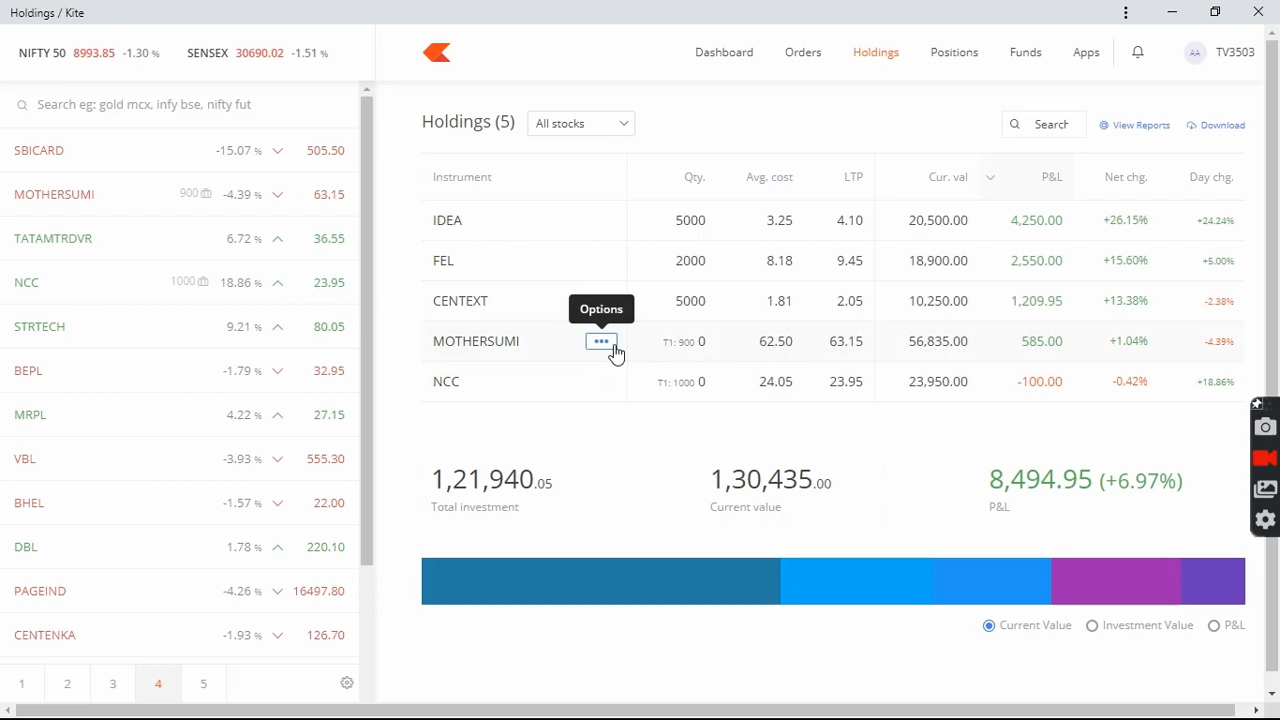 Holdings / Kite
NIFTY 50 8993.85 -1.30 % SENSEX 30690.02 -1.51 %
Dashboard Orders Holdings Positions Funds Apps AA TV3503
Search eg: gold mcx, infy bse, nifty fut
SBICARD -15.07 % 505.50
MOTHERSUMI 900 -4.39 % 63.15
TATAMTRDVR 6.72 % 36.55
NCC 1000 18.86 % 23.95
STRTECH 9.21 % 80.05
BEPL -1.79 % 32.95
MRPL 4.22 % 27.15
VBL -3.93 % 555.30
BHEL -1.57 % 22.00
DBL 1.78 % 220.10
PAGEIND -4.26 % 16497.80
CENTENKA -1.93 % 126.70
1 2 3 4 5
Holdings (5) All stocks Search View Reports Download
Instrument Qty. Avg. cost LTP Cur. val P&L Net chg. Day chg.
IDEA 5000 3.25 4.10 20,500.00 4,250.00 +26.15% +24.24%
FEL 2000 8.18 9.45 18,900.00 2,550.00 +15.60% +5.00%
CENTEXT 5000 1.81 2.05 10,250.00 1,209.95 +13.38% -2.38%
Options
MOTHERSUMI T1: 900 0 62.50 63.15 56,835.00 585.00 +1.04% -4.39%
NCC T1: 1000 0 24.05 23.95 23,950.00 -100.00 -0.42% +18.86%
1,21,940.05 1,30,435.00 8,494.95 (+6.97%)
Total investment Current value P&L
Current Value Investment Value P&L